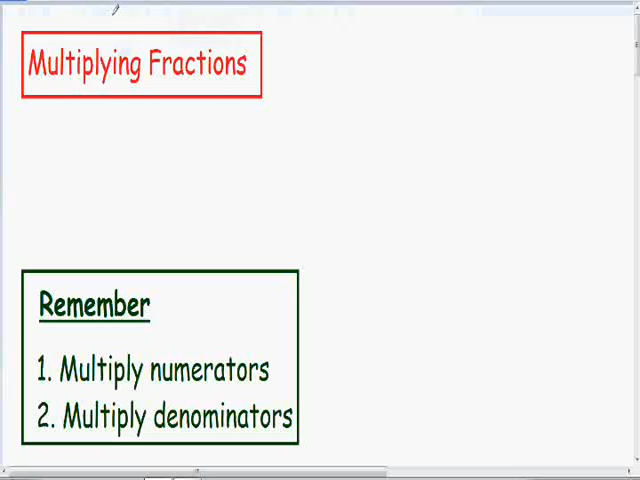 Multiplying Fractions
Remember
1. Multiply numerators
2. Multiply denominators